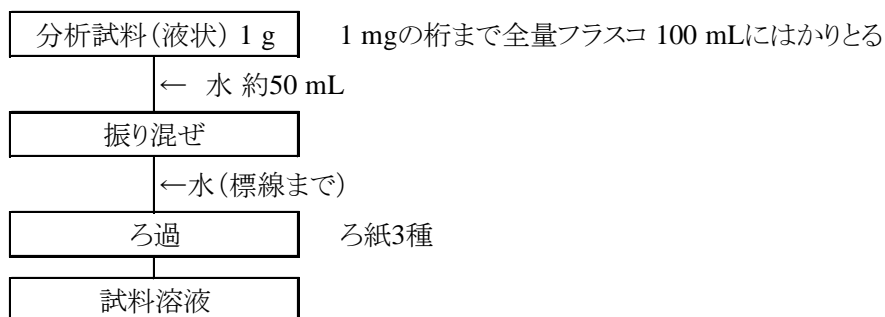 分析試料（液状） 1 g　1 mgの桁まで全量フラスコ 100 mLにはかりとる
← 水 約50 mL
振り混ぜ
←水（標線まで）
ろ過　ろ紙3種
試料溶液